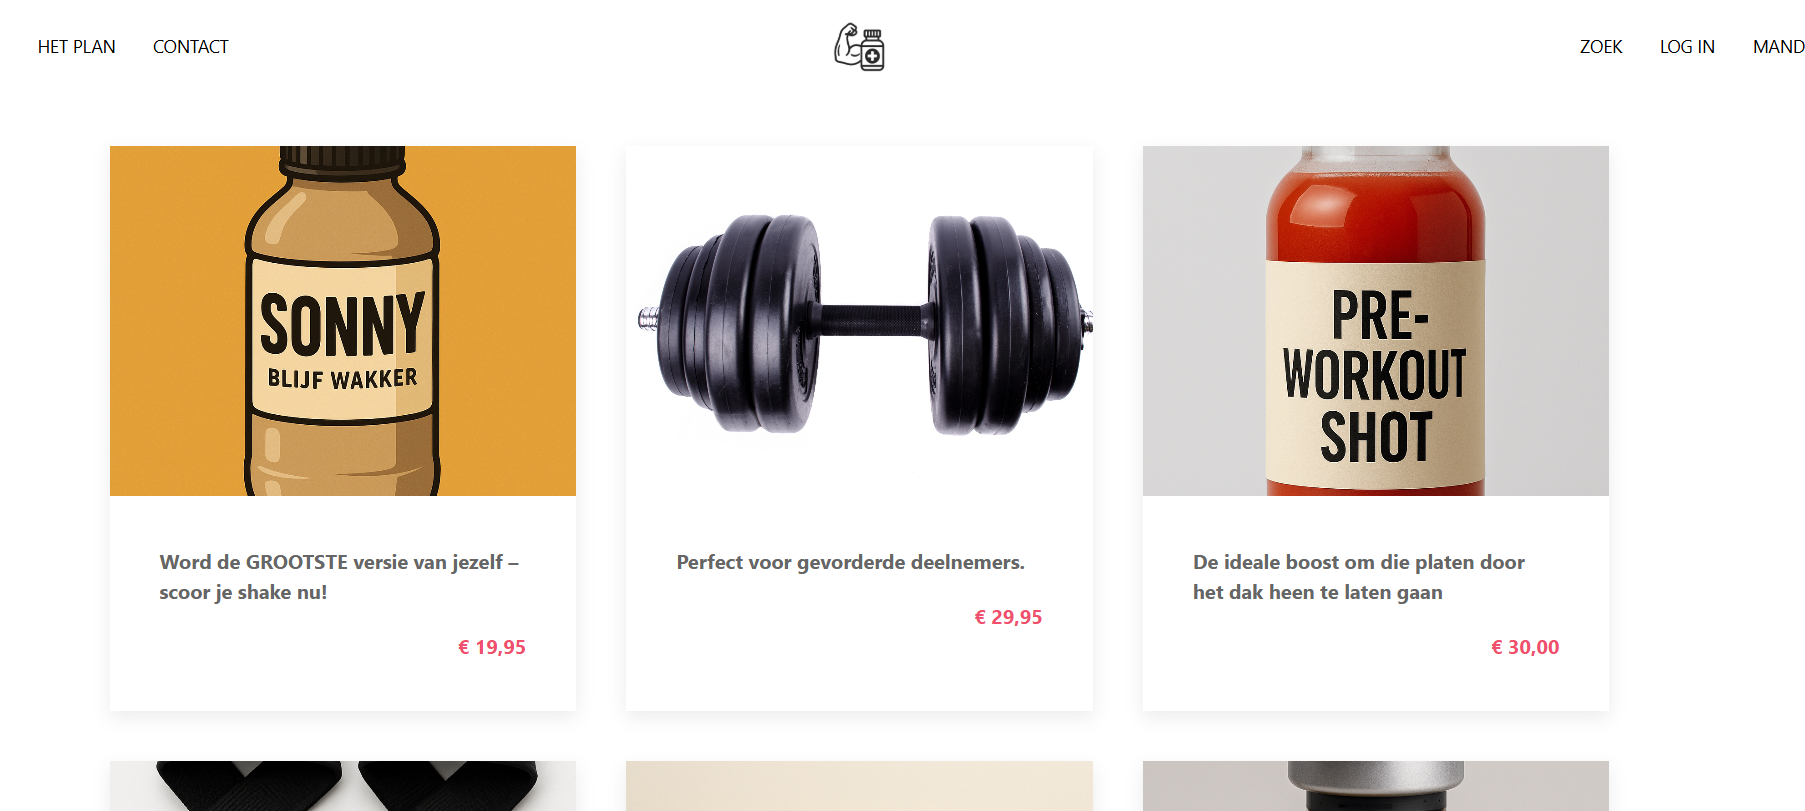 HET PLAN
CONTACT
ZOEK
LOG IN
MAND
SONNY
BLIJF WAKKER
PRE-
WORKOUT
SHOT
Word de GROOTSTE versie van jezelf –
scoor je shake nu!
€ 19,95
Perfect voor gevorderde deelnemers.
€ 29,95
De ideale boost om die platen door
het dak heen te laten gaan
€ 30,00